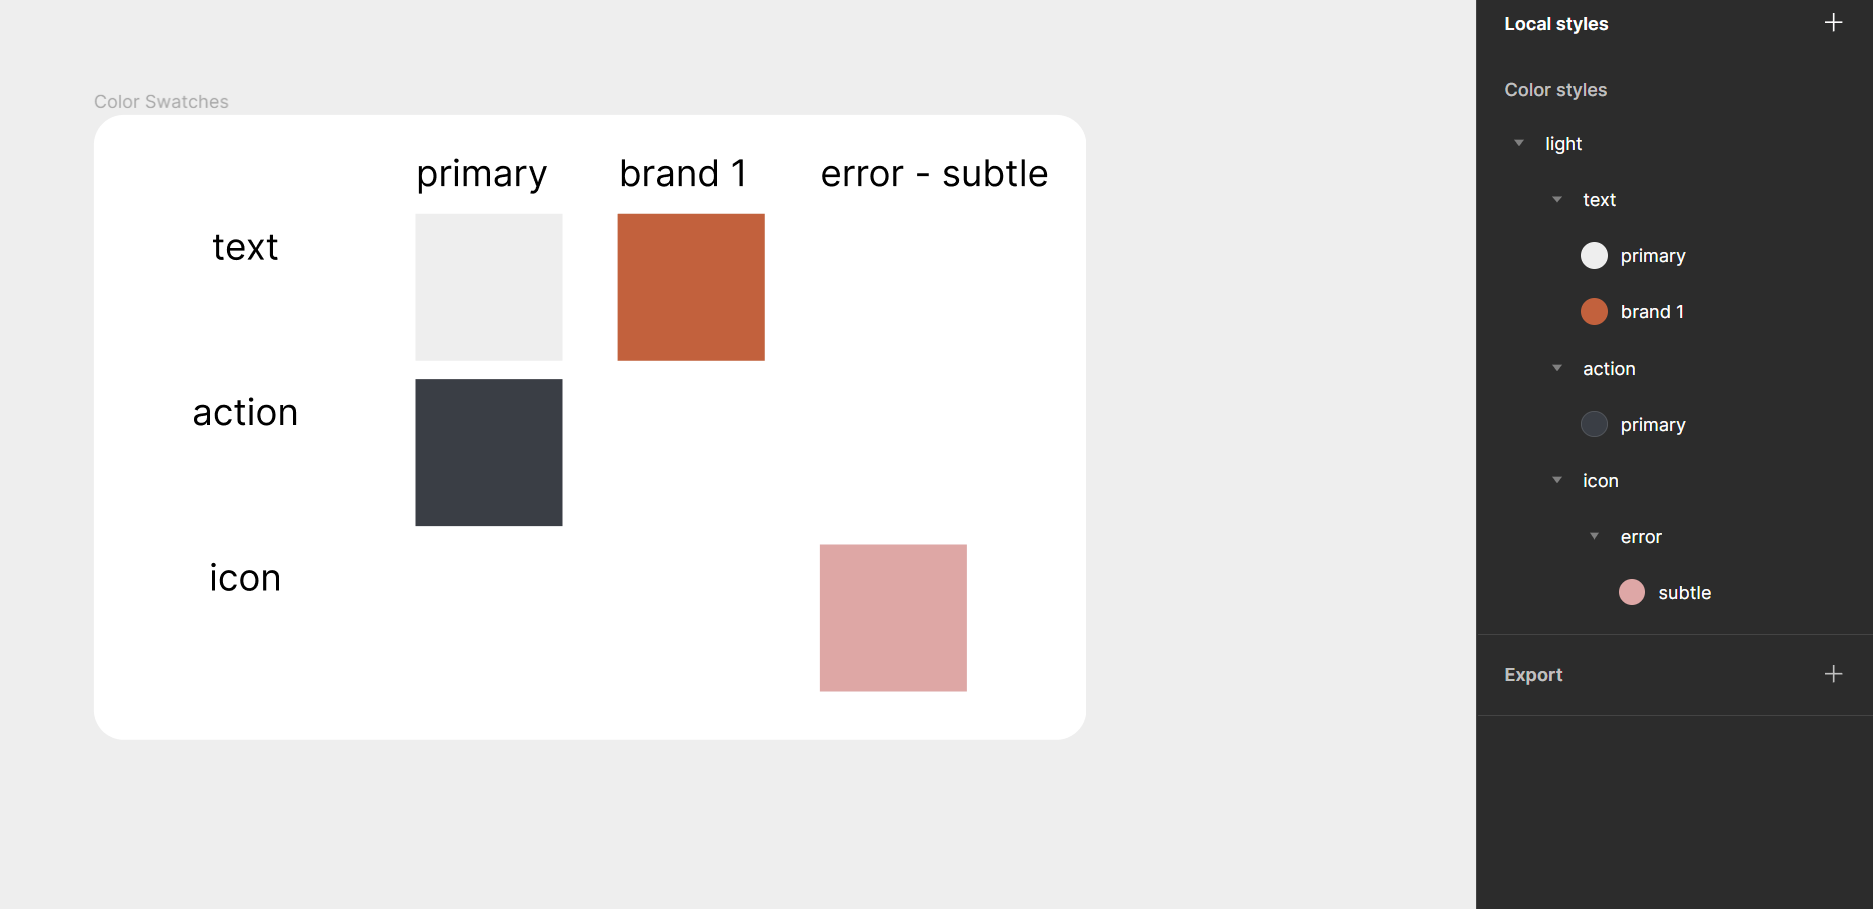 Color Swatches
primary brand 1 error - subtle
text
action
icon
Local styles
Color styles
light
text
primary
brand 1
action
primary
icon
error
subtle
Export